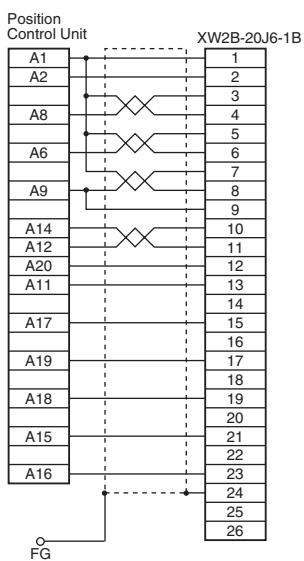 Position
Control Unit
XW2B-20J6-1B
A1 1
A2 2
3
A8 4
5
A6 6
7
A9 8
9
A14 10
A12 11
A20 12
A11 13
14
A17 15
16
A19 17
18
A18 19
20
A15 21
22
A16 23
24
25
26
FG